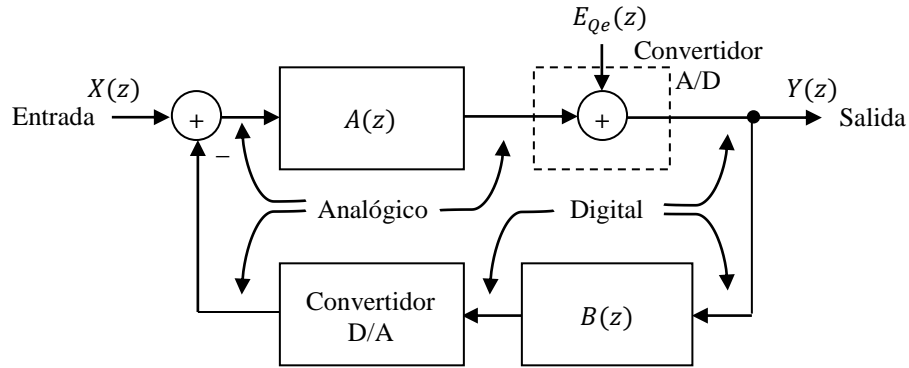 E_{Qe}(z)
Convertidor
A/D
X(z)
Entrada
+
−
A(z)
+
Y(z)
Salida
Analógico
Digital
Convertidor
D/A
B(z)